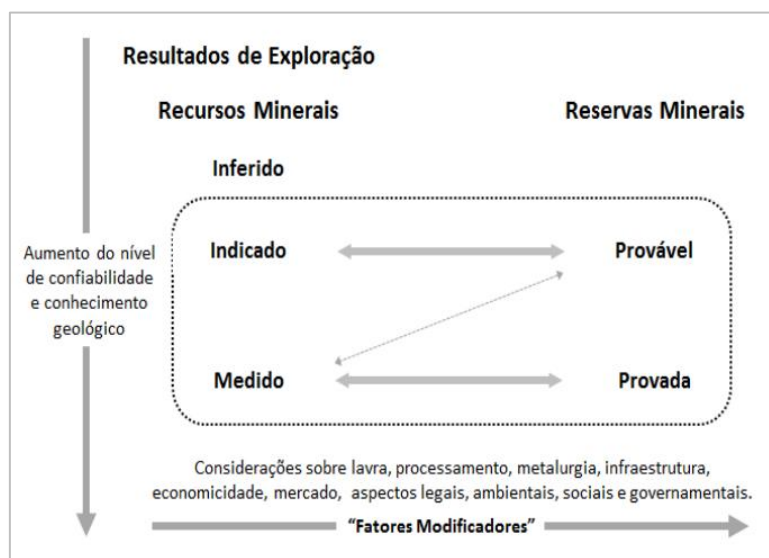 Resultados de Exploração
Recursos Minerais
Reservas Minerais
Inferido
Aumento do nível
de confiabilidade
e conhecimento
geológico
Indicado
Provável
Medido
Provada
Considerações sobre lavra, processamento, metalurgia, infraestrutura,
economicidade, mercado, aspectos legais, ambientais, sociais e governamentais.
“Fatores Modificadores”